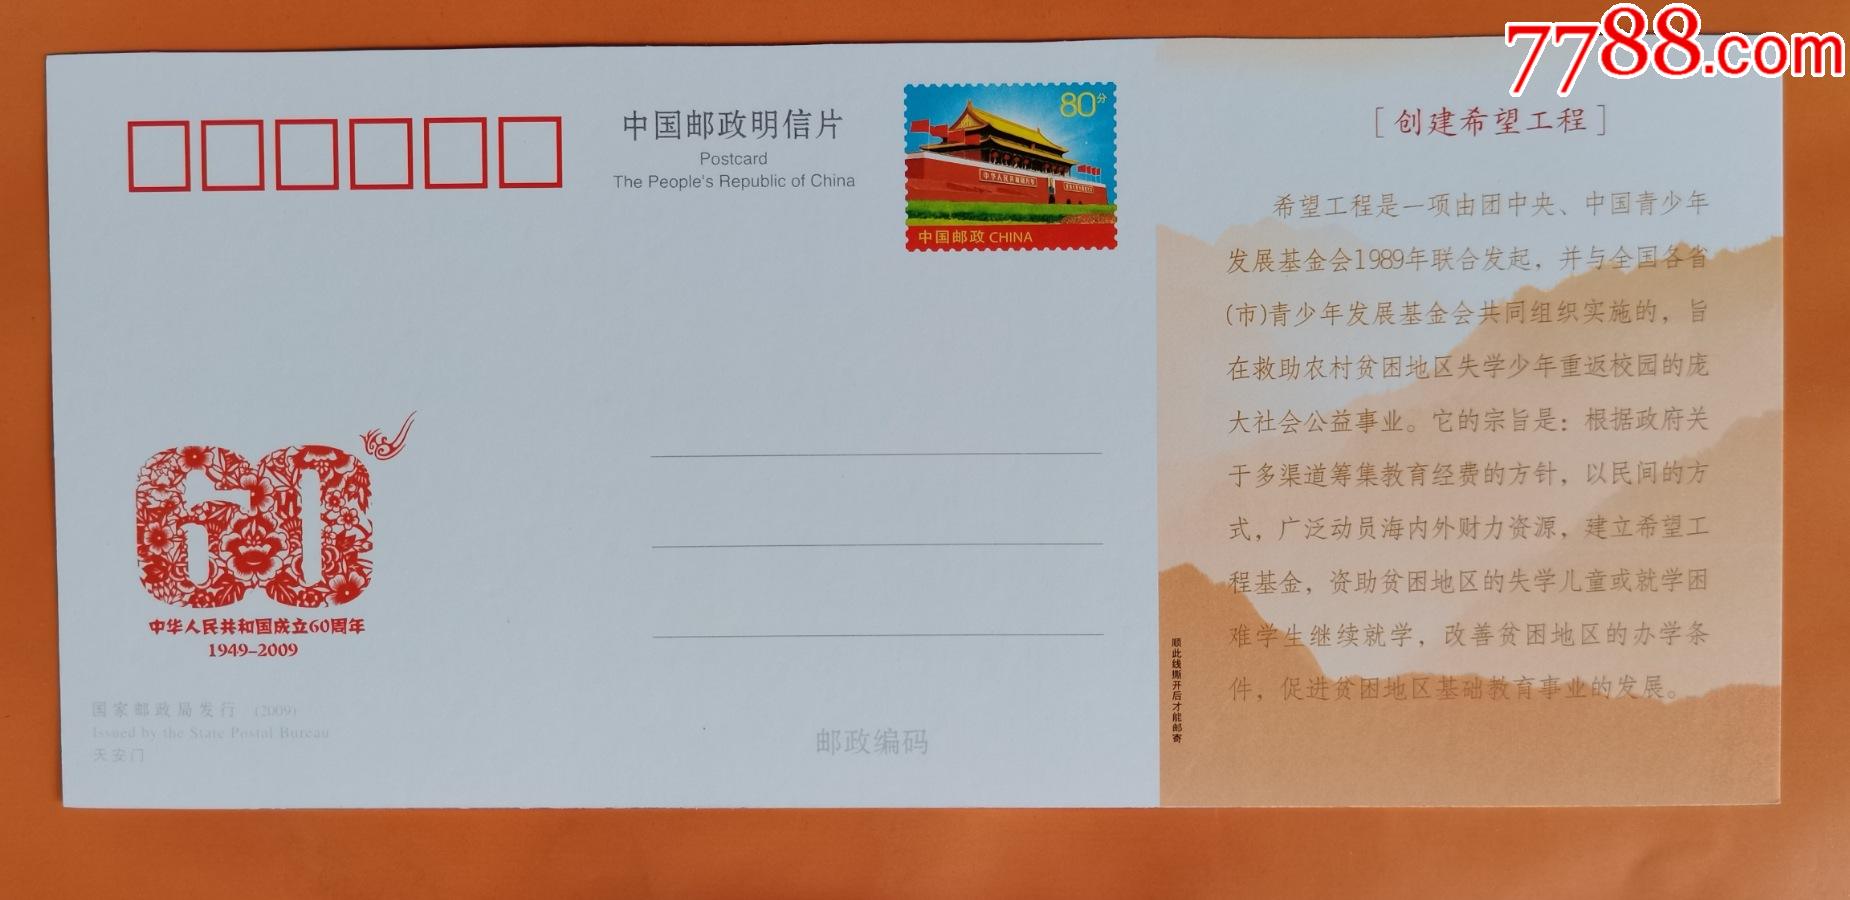 7788.com
中国邮政明信片
Postcard
The People's Republic of China
80分
中华人民共和国万岁
中国邮政 CHINA
中华人民共和国成立60周年
1949-2009
国家邮政局发行 (2009)
Issued by the State Postal Bureau
天安门
邮政编码
顺此线撕开后才能邮寄
[创建希望工程]
希望工程是一项由团中央、中国青少年
发展基金会1989年联合发起，并与全国各省
(市)青少年发展基金会共同组织实施的，旨
在救助农村贫困地区失学少年重返校园的庞
大社会公益事业。它的宗旨是：根据政府关
于多渠道筹集教育经费的方针，以民间的方
式，广泛动员海内外财力资源，建立希望工
程基金，资助贫困地区的失学儿童或就学困
难学生继续就学，改善贫困地区的办学条
件，促进贫困地区基础教育事业的发展。